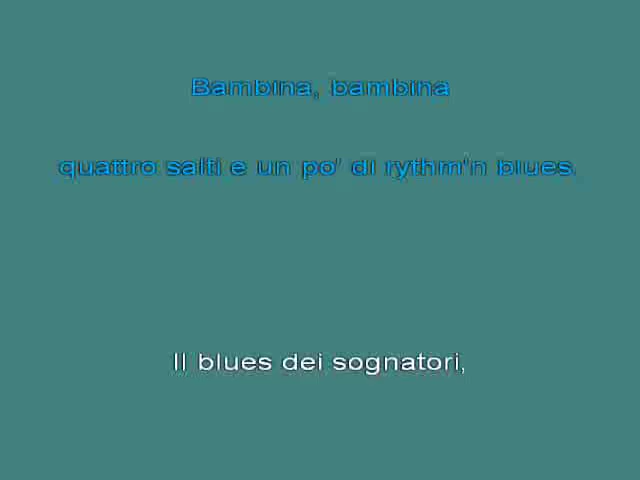 Bambina, bambina
quattro salti e un po' di rythm'n blues.
Il blues dei sognatori,